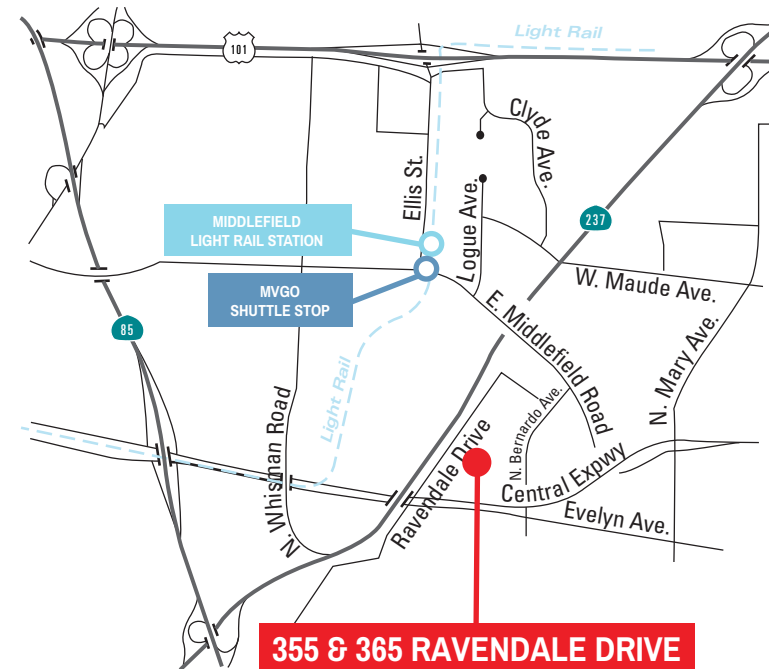 Light Rail
101
Clyde Ave.
Ellis St.
Logue Ave.
237
MIDDLEFIELD
LIGHT RAIL STATION
MVGO
SHUTTLE STOP
W. Maude Ave.
E. Middlefield Road
85
N. Mary Ave.
Light Rail
N. Whisman Road
N. Bernardo Ave.
Ravendale Drive
Central Expwy
Evelyn Ave.
355 & 365 RAVENDALE DRIVE